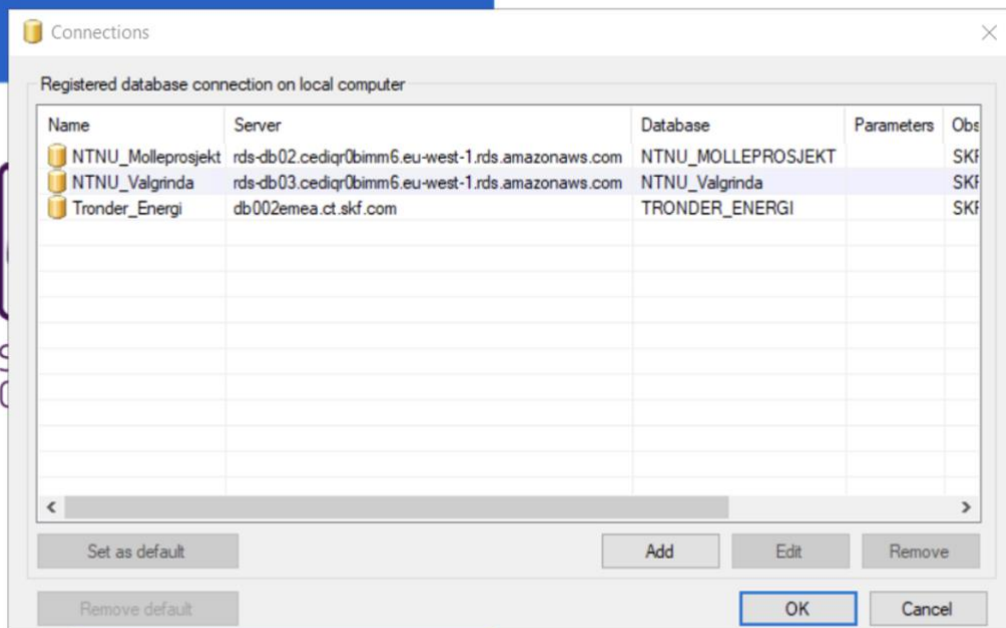 Connections
Registered database connection on local computer
Name Server Database Parameters Obs
NTNU_Molleprosjekt rds-db02.cediqr0bimm6.eu-west-1.rds.amazonaws.com NTNU_MOLLEPROSJEKT SKF
NTNU_Valgrinda rds-db03.cediqr0bimm6.eu-west-1.rds.amazonaws.com NTNU_Valgrinda SKF
Tronder_Energi db002emea.ct.skf.com TRONDER_ENERGI SKF
Set as default Add Edit Remove
Remove default OK Cancel